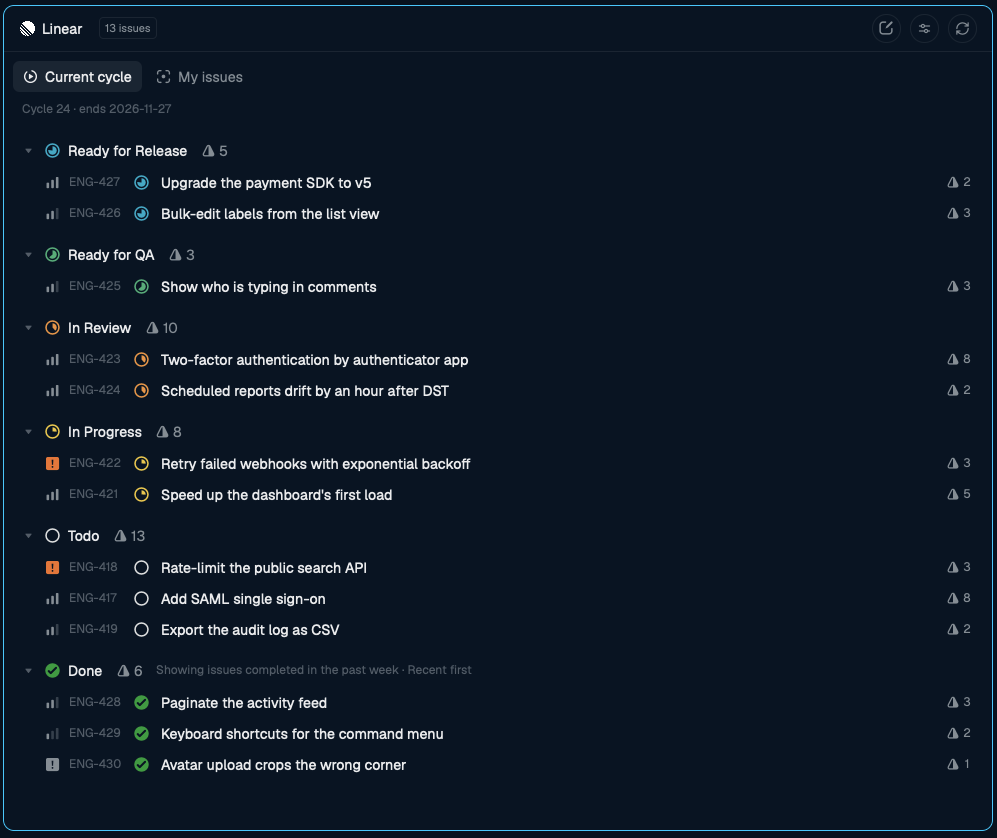 Linear 13 issues
Current cycle My issues
Cycle 24 · ends 2026-11-27
Ready for Release 5
ENG-427 Upgrade the payment SDK to v5 2
ENG-426 Bulk-edit labels from the list view 3
Ready for QA 3
ENG-425 Show who is typing in comments 3
In Review 10
ENG-423 Two-factor authentication by authenticator app 8
ENG-424 Scheduled reports drift by an hour after DST 2
In Progress 8
ENG-422 Retry failed webhooks with exponential backoff 3
ENG-421 Speed up the dashboard's first load 5
Todo 13
ENG-418 Rate-limit the public search API 3
ENG-417 Add SAML single sign-on 8
ENG-419 Export the audit log as CSV 2
Done 6 Showing issues completed in the past week · Recent first
ENG-428 Paginate the activity feed 3
ENG-429 Keyboard shortcuts for the command menu 2
ENG-430 Avatar upload crops the wrong corner 1